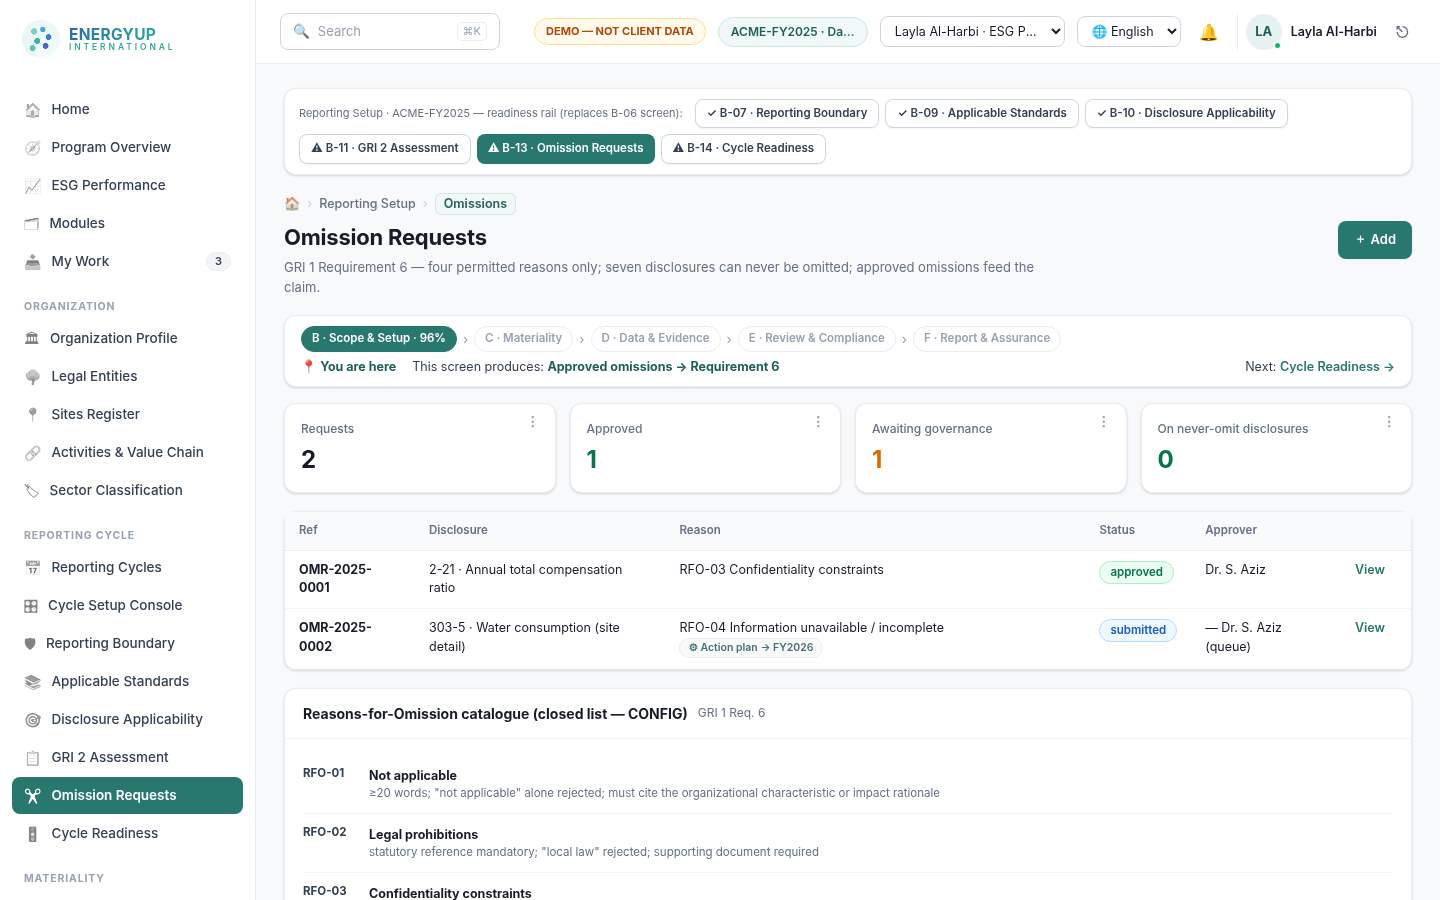 ENERGYUP
INTERNATIONAL
Search
⌘K
DEMO — NOT CLIENT DATA
ACME-FY2025 · Da...
Layla Al-Harbi · ESG P...
English
LA
Layla Al-Harbi
Home
Program Overview
ESG Performance
Modules
My Work
3
ORGANIZATION
Organization Profile
Legal Entities
Sites Register
Activities & Value Chain
Sector Classification
REPORTING CYCLE
Reporting Cycles
Cycle Setup Console
Reporting Boundary
Applicable Standards
Disclosure Applicability
GRI 2 Assessment
Omission Requests
Cycle Readiness
MATERIALITY
Reporting Setup · ACME-FY2025 — readiness rail (replaces B-06 screen):
✓ B-07 · Reporting Boundary
✓ B-09 · Applicable Standards
✓ B-10 · Disclosure Applicability
⚠ B-11 · GRI 2 Assessment
⚠ B-13 · Omission Requests
⚠ B-14 · Cycle Readiness
› Reporting Setup › Omissions
Omission Requests
+ Add
GRI 1 Requirement 6 — four permitted reasons only; seven disclosures can never be omitted; approved omissions feed the
claim.
B · Scope & Setup · 96% › C · Materiality › D · Data & Evidence › E · Review & Compliance › F · Report & Assurance
You are here This screen produces: Approved omissions → Requirement 6
Next: Cycle Readiness →
Requests
2
Approved
1
Awaiting governance
1
On never-omit disclosures
0
Ref Disclosure Reason Status Approver
OMR-2025-
0001
2-21 · Annual total compensation
ratio
RFO-03 Confidentiality constraints
approved
Dr. S. Aziz
View
OMR-2025-
0002
303-5 · Water consumption (site
detail)
RFO-04 Information unavailable / incomplete
⚙ Action plan → FY2026
submitted
— Dr. S. Aziz
(queue)
View
Reasons-for-Omission catalogue (closed list — CONFIG) GRI 1 Req. 6
RFO-01
Not applicable
≥20 words; "not applicable" alone rejected; must cite the organizational characteristic or impact rationale
RFO-02
Legal prohibitions
statutory reference mandatory; "local law" rejected; supporting document required
RFO-03
Confidentiality constraints